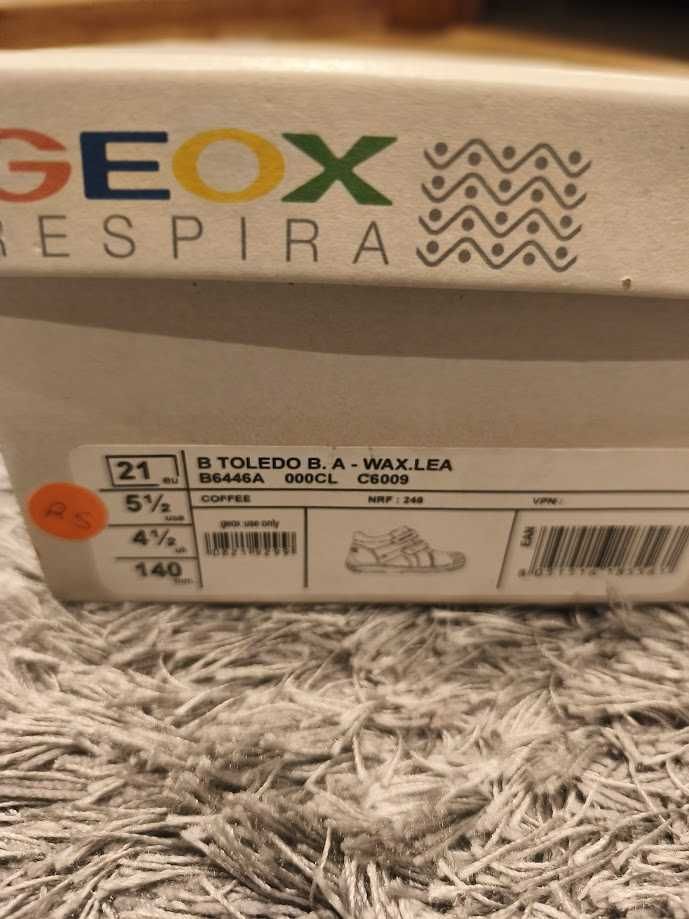 GEOX
RESPIRA
21 eu
B TOLEDO B. A - WAX.LEA
B6446A 000CL C6009
5½ usa
COFFEE
NRF : 248
VPN :
R.S
4½ uk
geox use only
EAN
140 mm